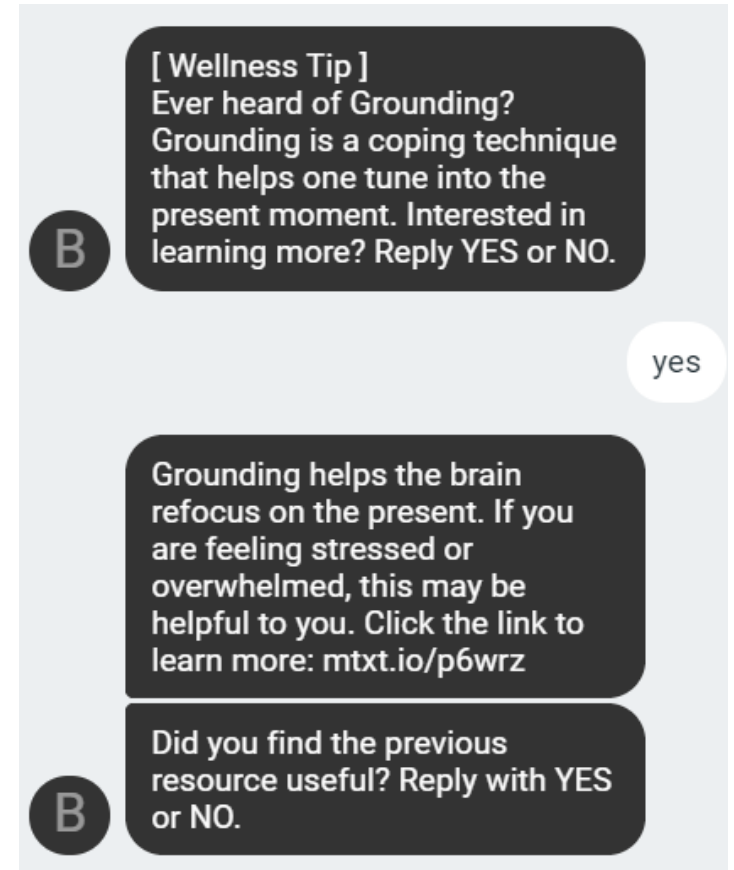 [ Wellness Tip ]
Ever heard of Grounding?
Grounding is a coping technique
that helps one tune into the
present moment. Interested in
learning more? Reply YES or NO.
B
yes
Grounding helps the brain
refocus on the present. If you
are feeling stressed or
overwhelmed, this may be
helpful to you. Click the link to
learn more: mtxt.io/p6wrz
Did you find the previous
resource useful? Reply with YES
or NO.
B